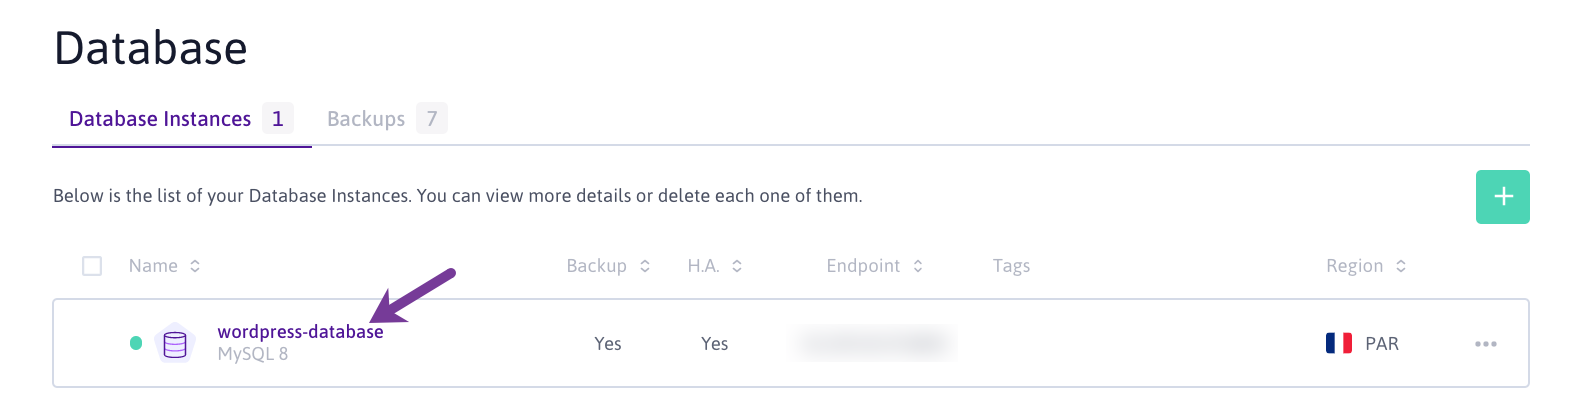 Database
Database Instances 1 Backups 7
Below is the list of your Database Instances. You can view more details or delete each one of them.
Name Backup H.A. Endpoint Tags Region
wordpress-database
MySQL 8
Yes Yes PAR